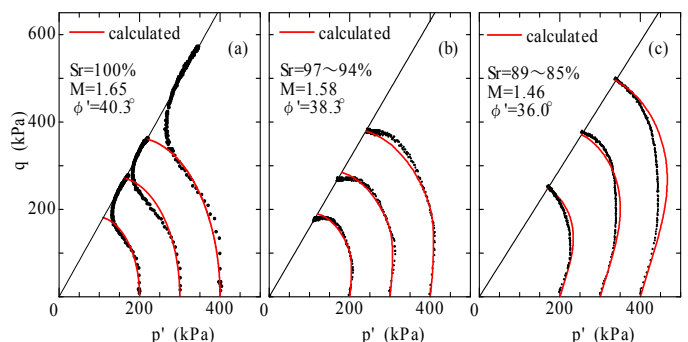 600
400
200
0
q (kPa)
calculated
(a)
Sr=100%
M=1.65
φ'=40.3°
0
200
400
p' (kPa)
calculated
(b)
Sr=97～94%
M=1.58
φ'=38.3°
0
200
400
p' (kPa)
calculated
(c)
Sr=89～85%
M=1.46
φ'=36.0°
0
200
400
p' (kPa)